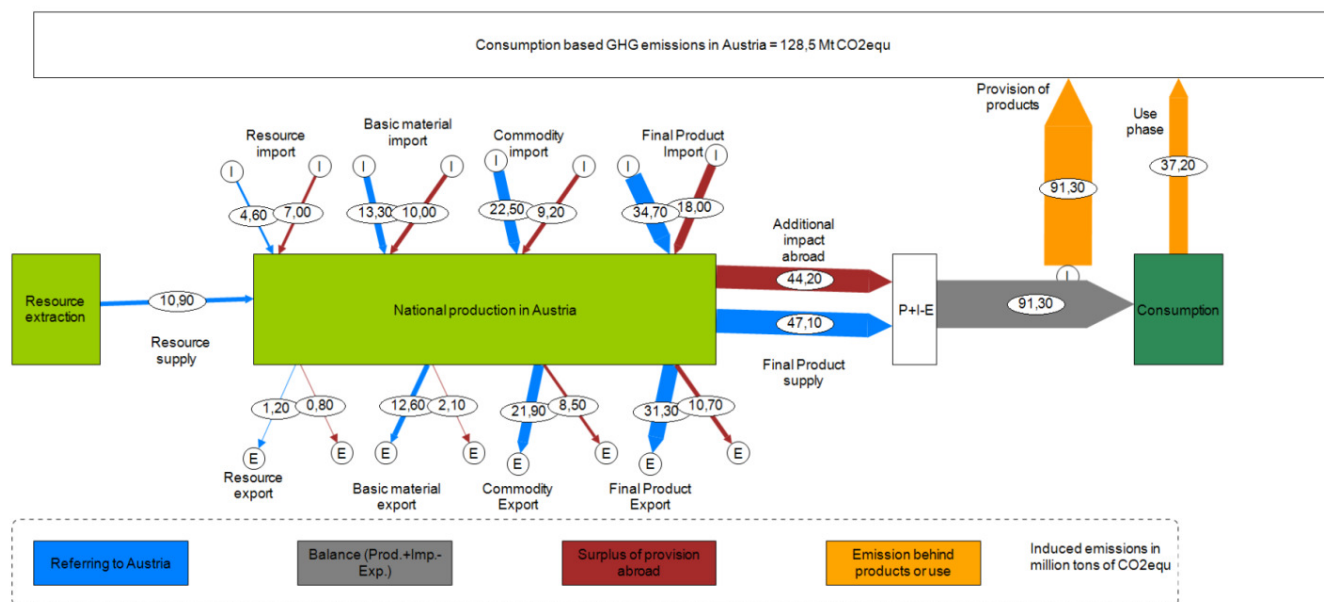 Consumption based GHG emissions in Austria = 128,5 Mt CO2equ
Provision of
products
Use
phase
Resource
import
Basic material
import
Commodity
import
Final Product
Import
I
I
I
I
I
I
I
I
4,60
7,00
13,30
10,00
22,50
9,20
34,70
18,00
91,30
37,20
Additional
impact
abroad
Resource
extraction
10,90
Resource
supply
National production in Austria
44,20
47,10
Final Product
supply
P+I-E
I
91,30
Consumption
1,20
0,80
12,60
2,10
21,90
8,50
31,30
10,70
E
E
E
E
E
E
E
E
Resource
export
Basic material
export
Commodity
Export
Final Product
Export
Referring to Austria
Balance (Prod.+Imp.-
Exp.)
Surplus of provision
abroad
Emission behind
products or use
Induced emissions in
million tons of CO2equ